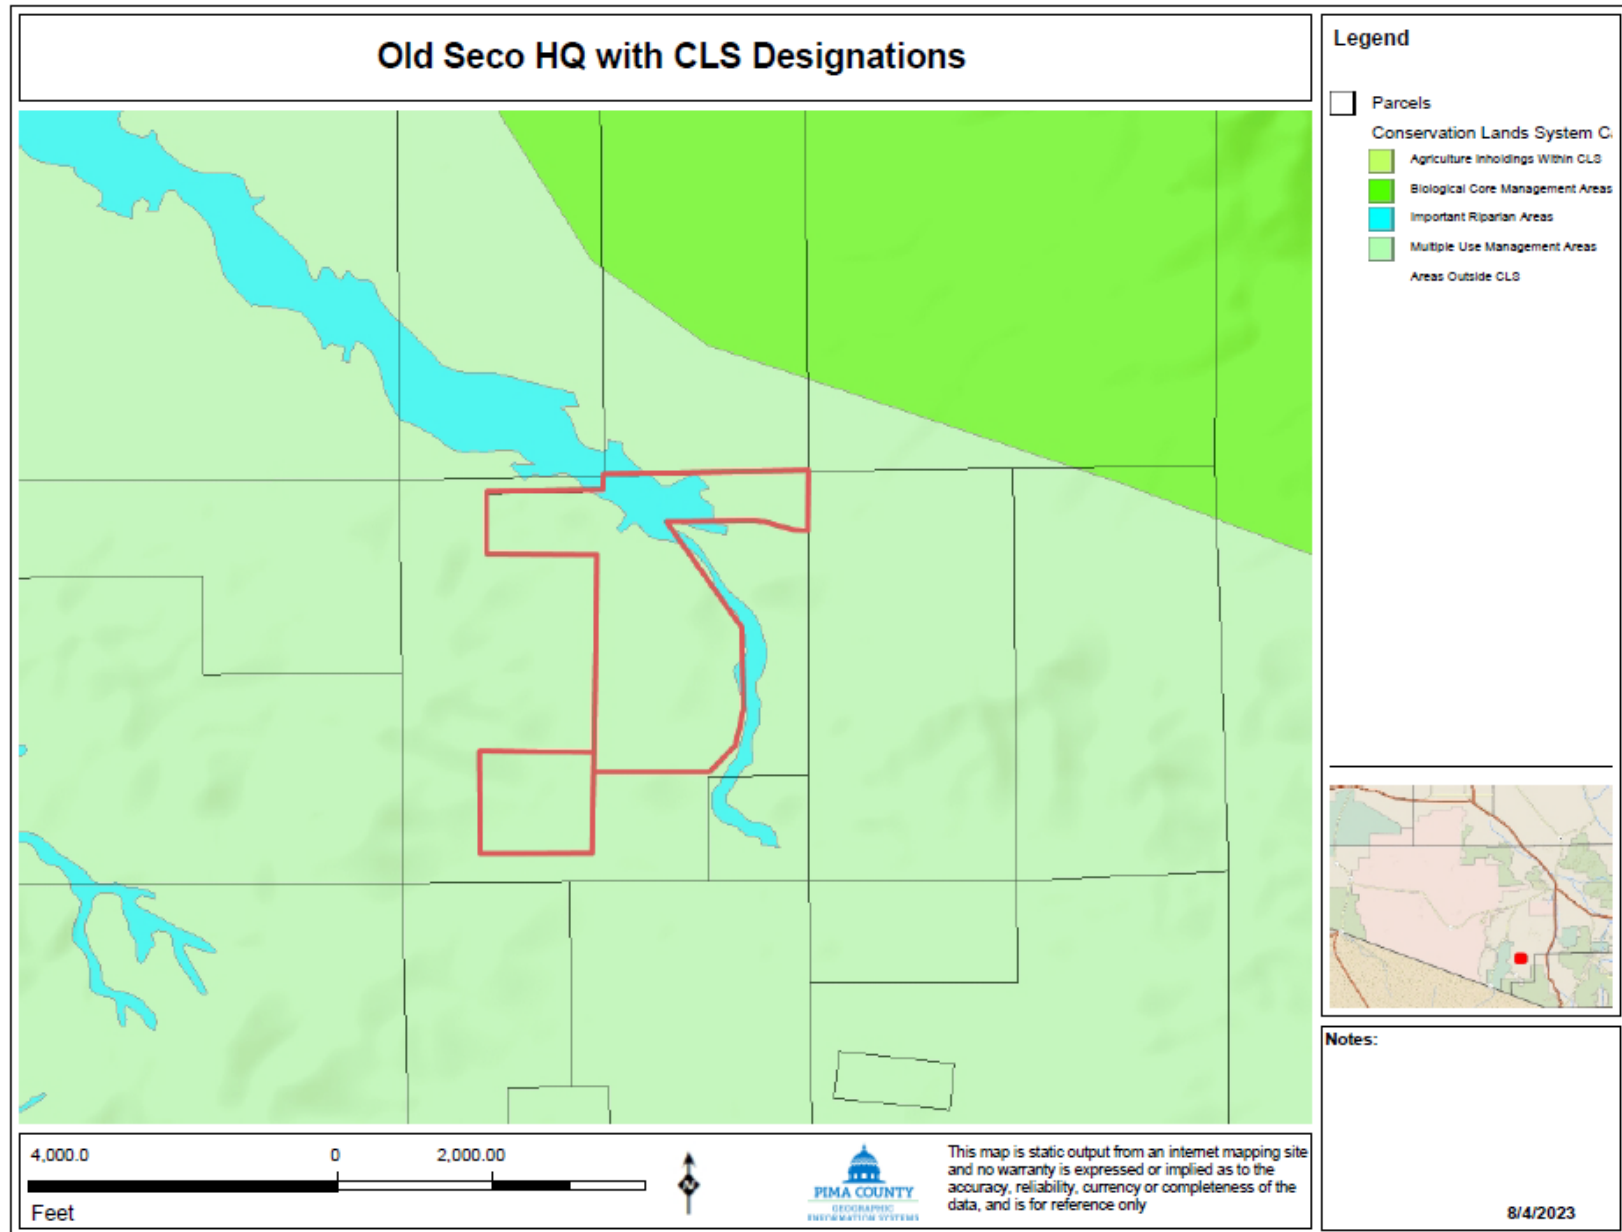 Old Seco HQ with CLS Designations
Legend
Parcels
Conservation Lands System C
Agriculture Inholdings Within CLS
Biological Core Management Areas
Important Riparian Areas
Multiple Use Management Areas
Areas Outside CLS
Notes:
4,000.0 0 2,000.00
Feet
N
PIMA COUNTY
GEOGRAPHIC
INFORMATION SYSTEMS
This map is static output from an internet mapping site
and no warranty is expressed or implied as to the
accuracy, reliability, currency or completeness of the
data, and is for reference only
8/4/2023